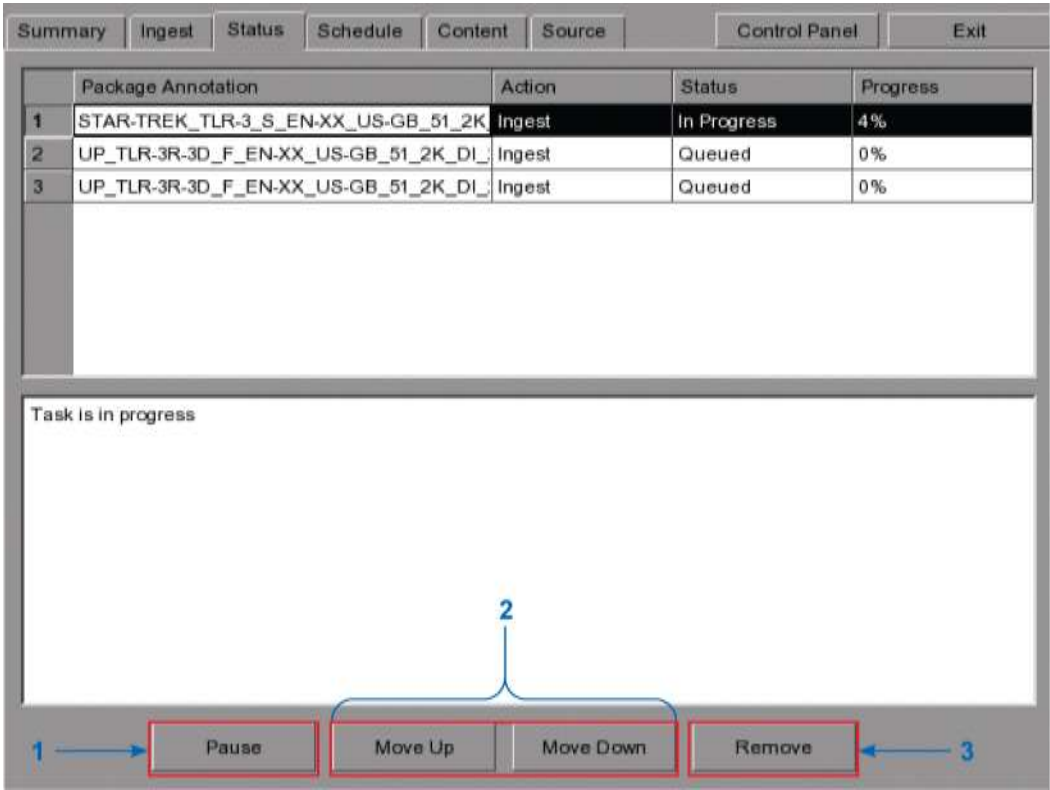 Summary Ingest Status Schedule Content Source Control Panel Exit
Package Annotation Action Status Progress
1 STAR-TREK_TLR-3_S_EN-XX_US-GB_51_2K Ingest In Progress 4%
2 UP_TLR-3R-3D_F_EN-XX_US-GB_51_2K_DI_ Ingest Queued 0%
3 UP_TLR-3R-3D_F_EN-XX_US-GB_51_2K_DI_ Ingest Queued 0%
Task is in progress
2
1 Pause Move Up Move Down Remove 3